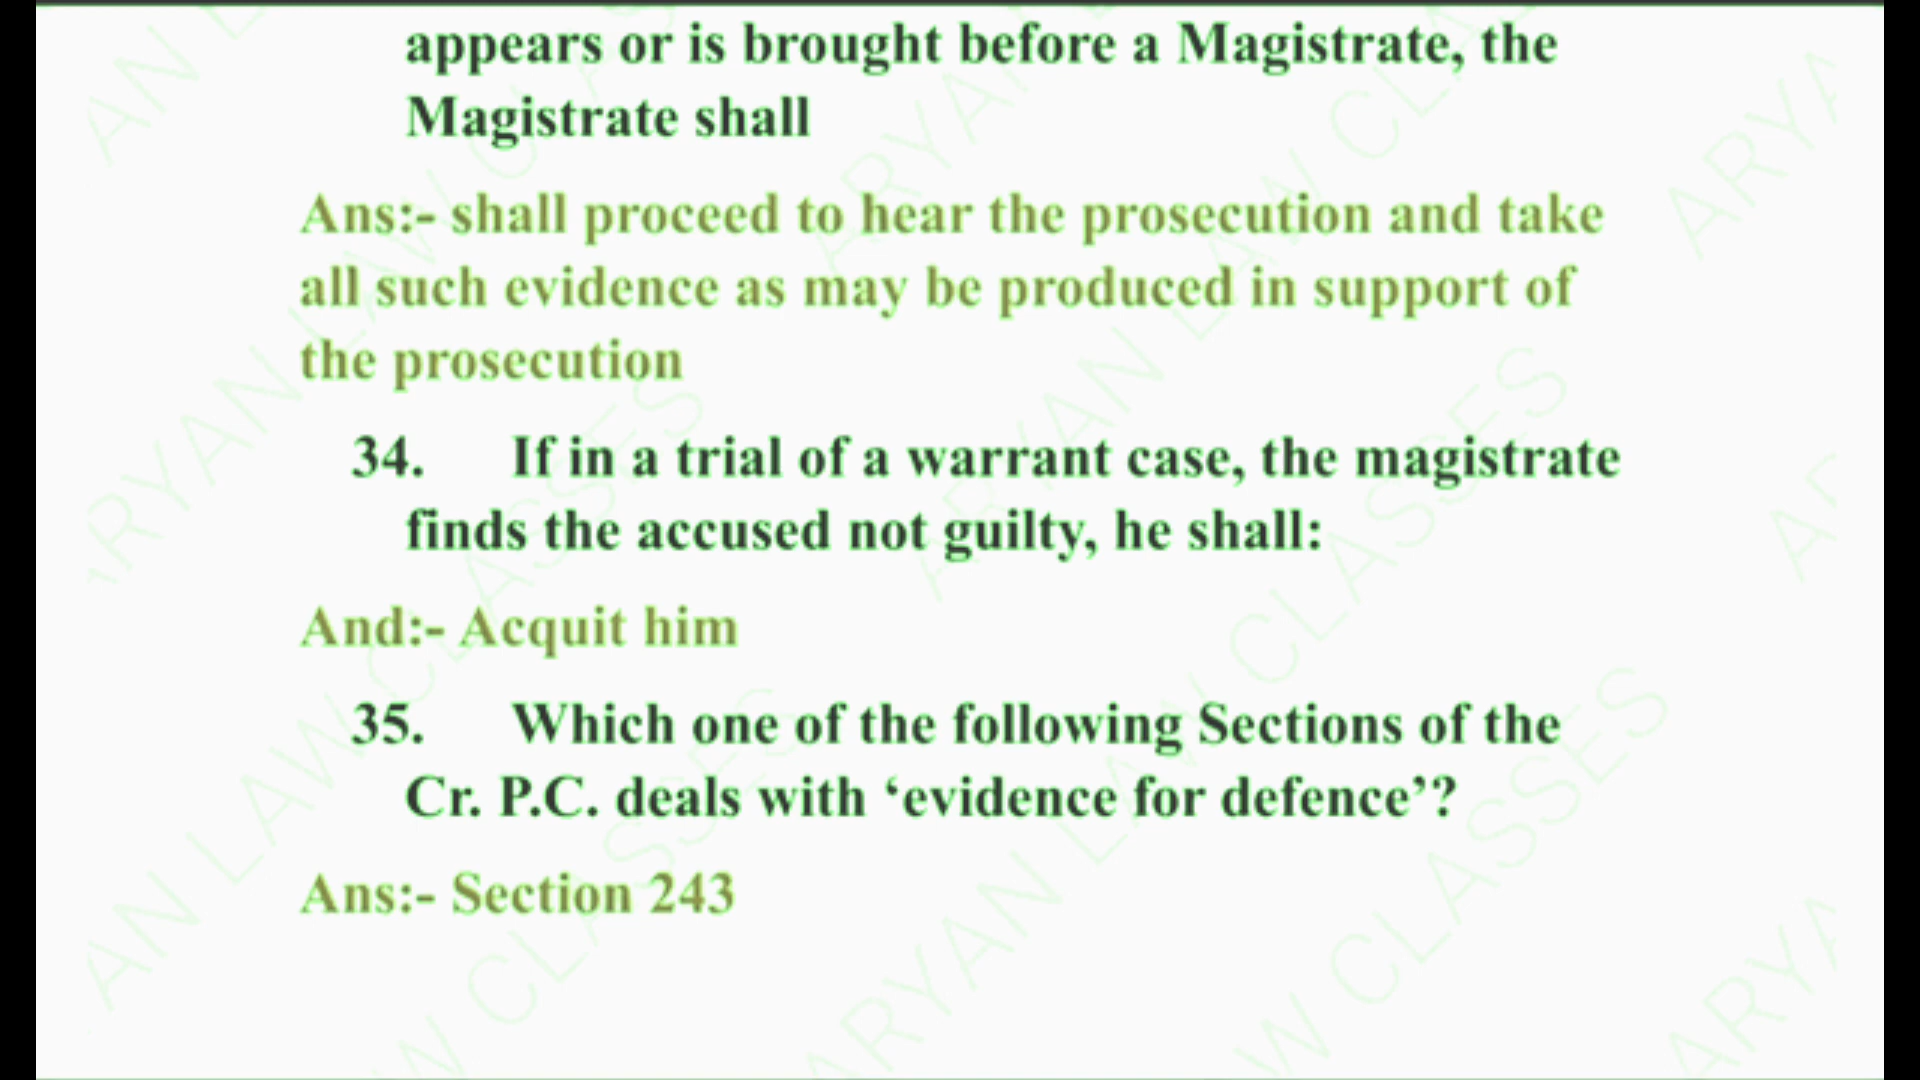 appears or is brought before a Magistrate, the
Magistrate shall
Ans:- shall proceed to hear the prosecution and take
all such evidence as may be produced in support of
the prosecution
34. If in a trial of a warrant case, the magistrate
finds the accused not guilty, he shall:
And:- Acquit him
35. Which one of the following Sections of the
Cr. P.C. deals with ‘evidence for defence’?
Ans:- Section 243
ARYAN LAW CLASSES